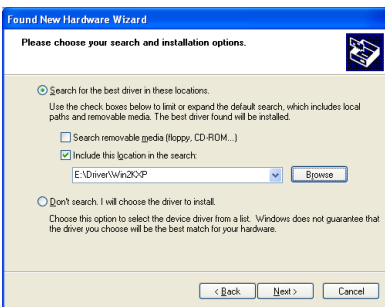 Found New Hardware Wizard
Please choose your search and installation options.
Search for the best driver in these locations.
Use the check boxes below to limit or expand the default search, which includes local
paths and removable media. The best driver found will be installed.
Search removable media (floppy, CD-ROM...)
Include this location in the search:
E:\Driver\Win2KXP
Browse
Don't search. I will choose the driver to install.
Choose this option to select the device driver from a list. Windows does not guarantee that
the driver you choose will be the best match for your hardware.
< Back Next > Cancel